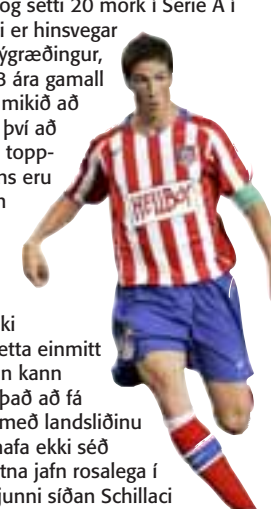 og setti 20 mörk í Serie A í
i er hinsvegar
ýgræðingur,
3 ára gamall
mikið að
því að
topp-
ns eru
n
HELLBOY
ki
etta einmitt
n kann
það að fá
með landsliðinu
hafa ekki séð
tna jafn rosalega í
junni síðan Schillaci